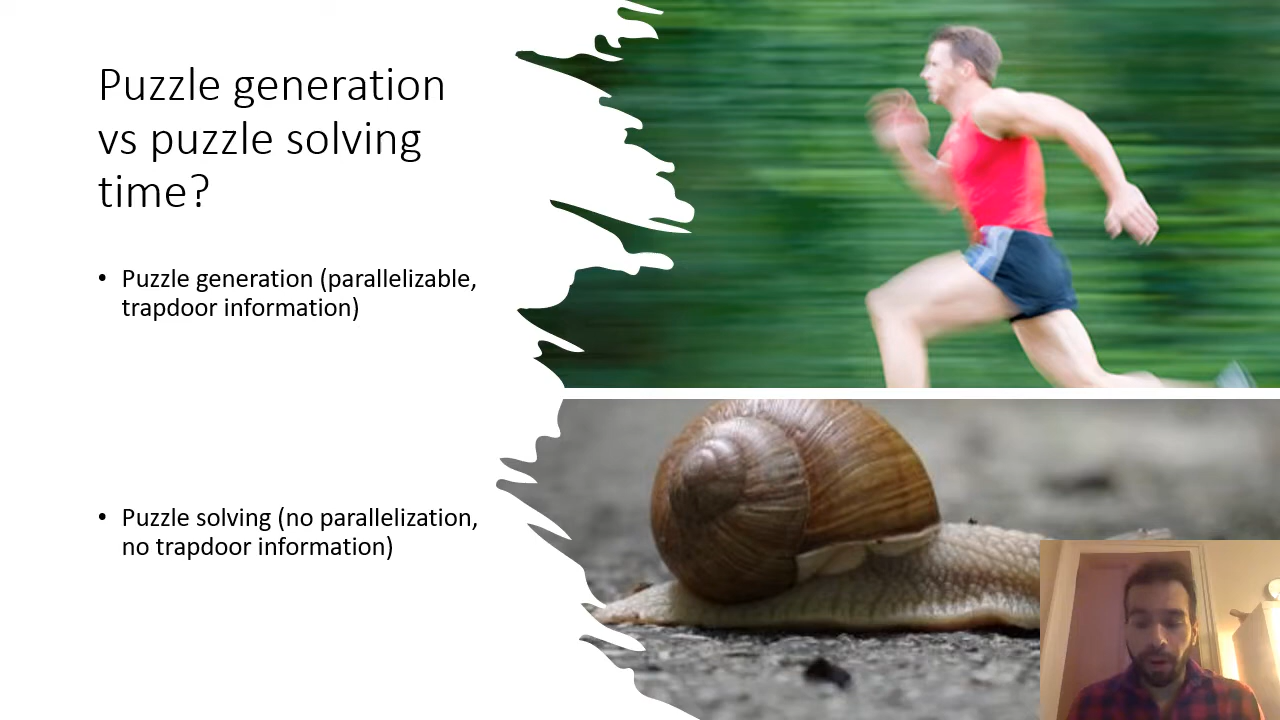 Puzzle generation
vs puzzle solving
time?
• Puzzle generation (parallelizable,
trapdoor information)
• Puzzle solving (no parallelization,
no trapdoor information)